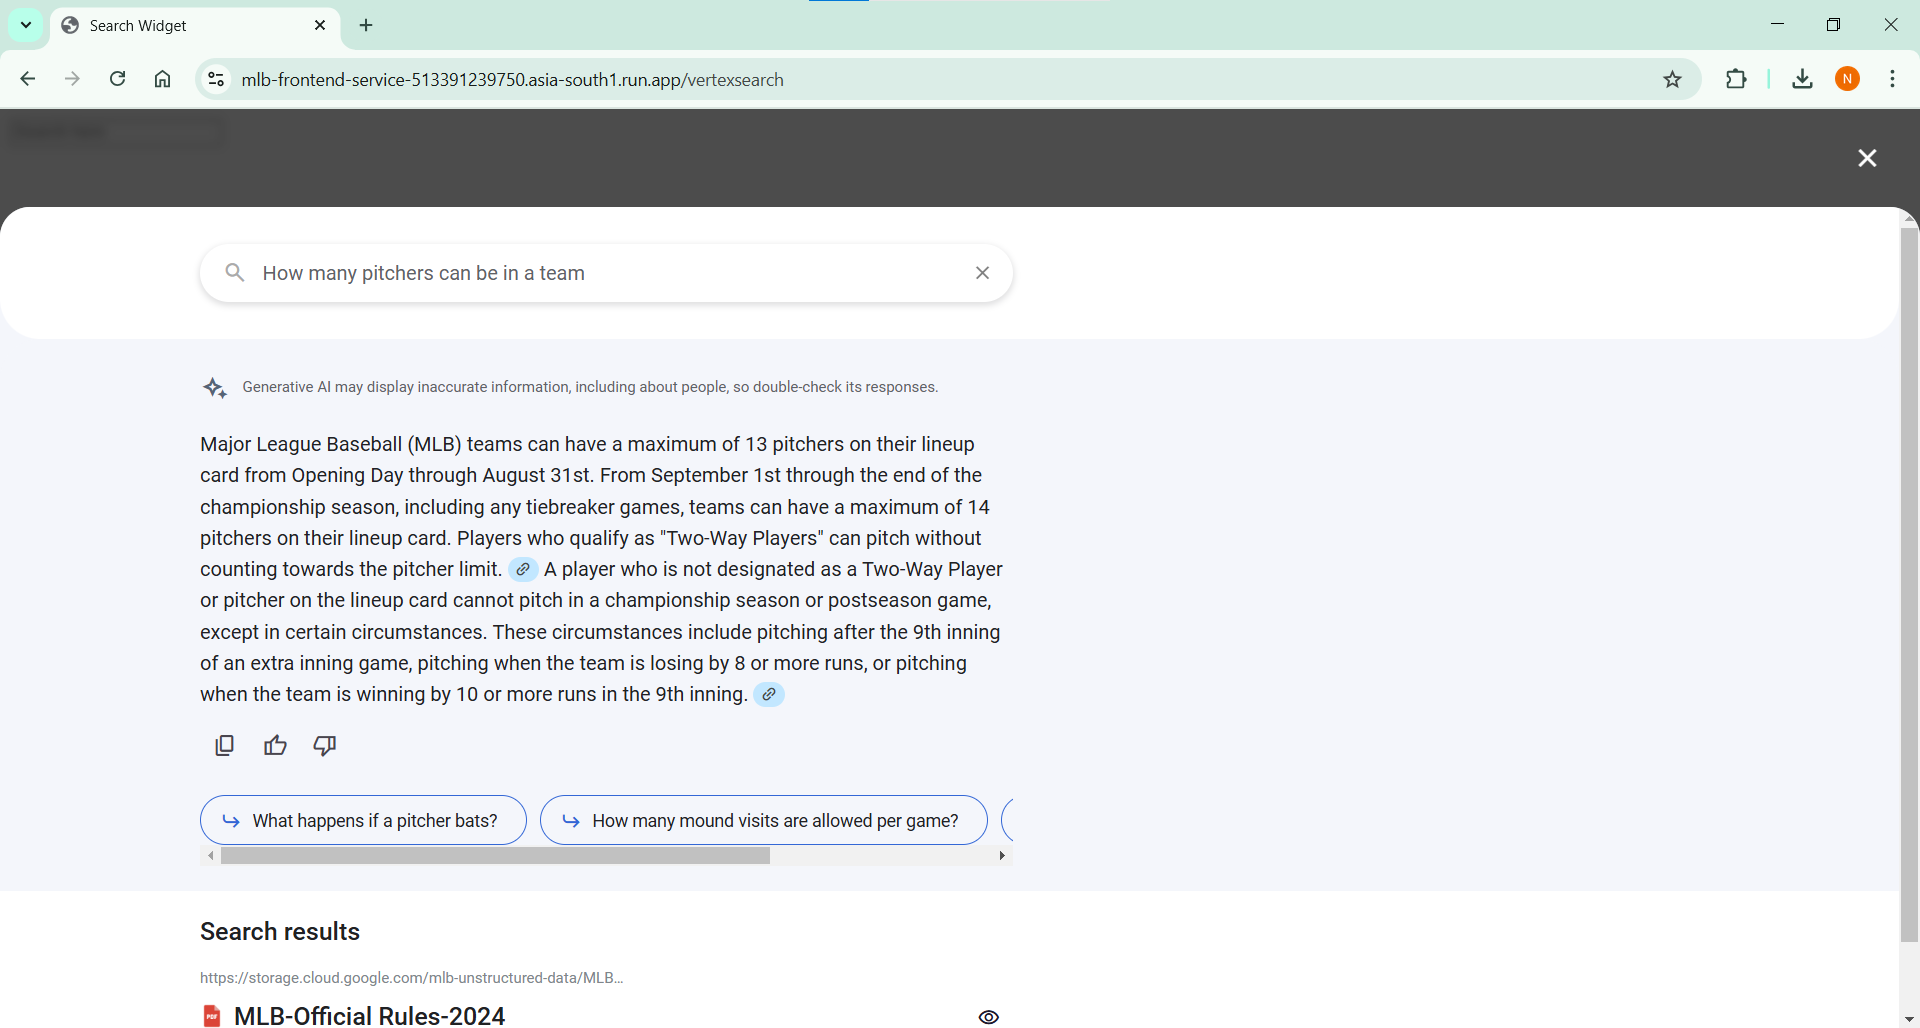 Search Widget
mlb-frontend-service-513391239750.asia-south1.run.app/vertexsearch
N
How many pitchers can be in a team
Generative AI may display inaccurate information, including about people, so double-check its responses.
Major League Baseball (MLB) teams can have a maximum of 13 pitchers on their lineup
card from Opening Day through August 31st. From September 1st through the end of the
championship season, including any tiebreaker games, teams can have a maximum of 14
pitchers on their lineup card. Players who qualify as "Two-Way Players" can pitch without
counting towards the pitcher limit. A player who is not designated as a Two-Way Player
or pitcher on the lineup card cannot pitch in a championship season or postseason game,
except in certain circumstances. These circumstances include pitching after the 9th inning
of an extra inning game, pitching when the team is losing by 8 or more runs, or pitching
when the team is winning by 10 or more runs in the 9th inning.
What happens if a pitcher bats?
How many mound visits are allowed per game?
Search results
https://storage.cloud.google.com/mlb-unstructured-data/MLB...
PDF
MLB-Official Rules-2024